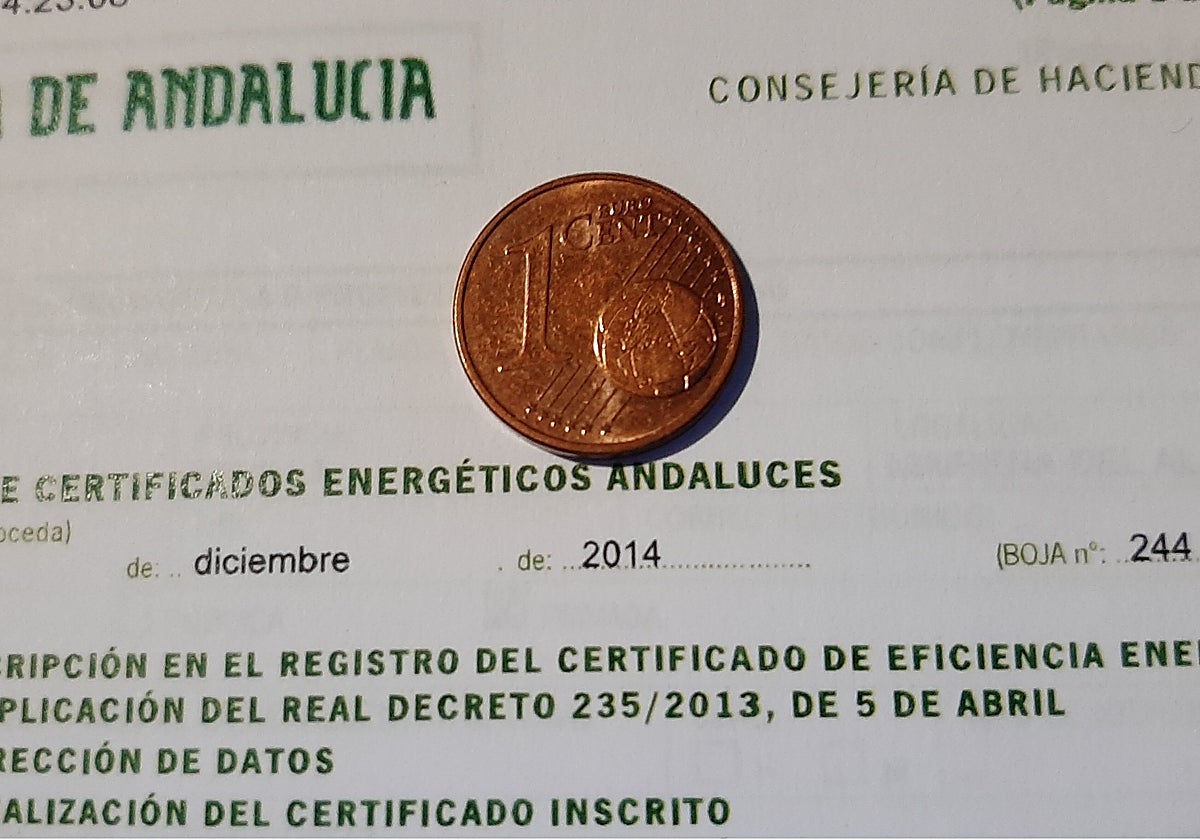 DE ANDALUCIA
CONSEJERÍA DE HACIEND
1 EURO CENT
E CERTIFICADOS ENERGÉTICOS ANDALUCES
oceda)
de: .. diciembre . de: ...2014..................... (BOJA nº: ..244
CRIPCIÓN EN EL REGISTRO DEL CERTIFICADO DE EFICIENCIA ENE
PLICACIÓN DEL REAL DECRETO 235/2013, DE 5 DE ABRIL
RECCIÓN DE DATOS
ALIZACIÓN DEL CERTIFICADO INSCRITO